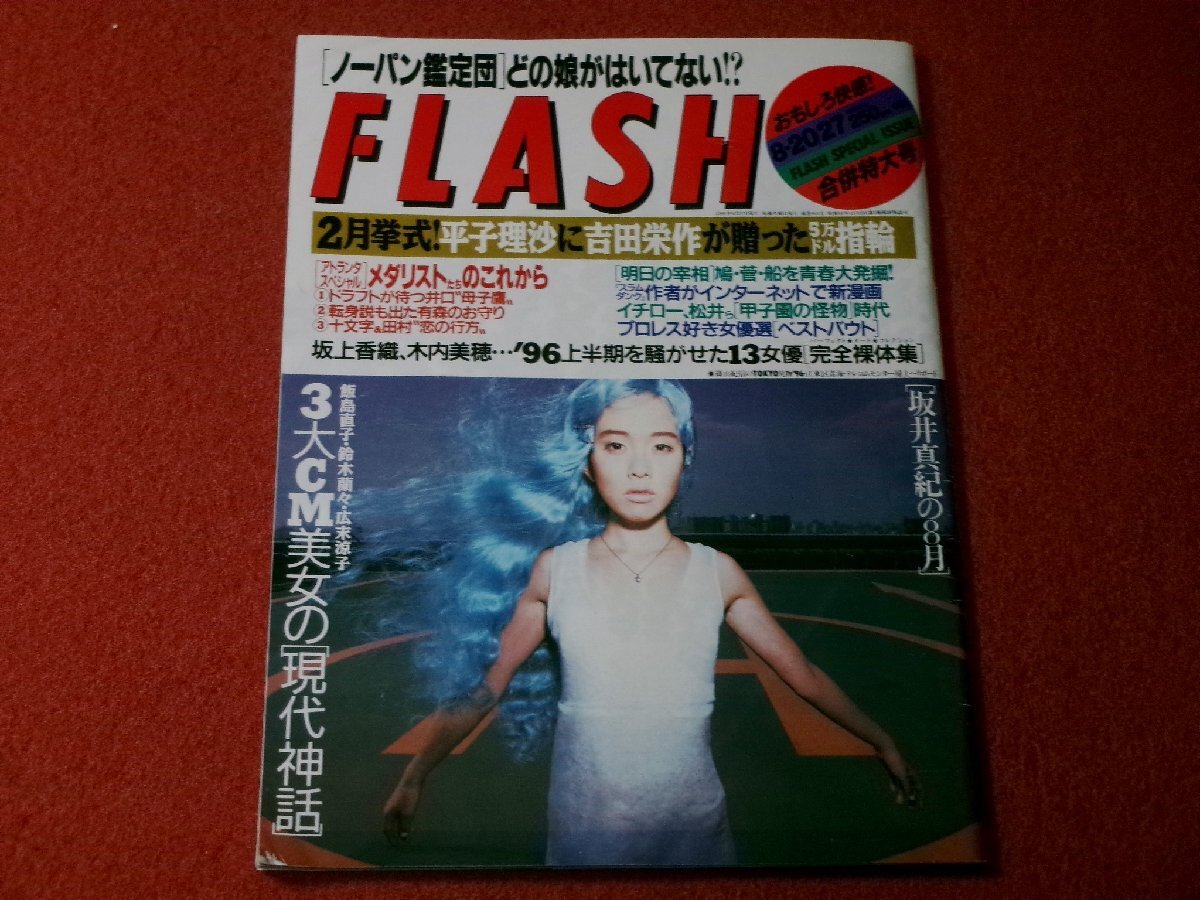 [ノーパン鑑定団]どの娘がはいてない!?
FLASH
おもしろ快感!
8・20 27 250
FLASH SPECIAL ISSUE
合併特大号
2月挙式!平子理沙に吉田栄作が贈った5万ドル指輪
[アトランタスペシャル]メダリストたちのこれから
①ドラフトが待つ井口“母子鷹”
②転身説も出た有森のお守り
③十文字&田村“恋の行方”
[明日の宰相]鳩・菅・船を青春大発掘!
『スラムダンク』作者がインターネットで新漫画
イチロー、松井ら[甲子園の怪物]時代
プロレス好き女優選[ベストバウト]
坂上香織、木内美穂…'96上半期を騒がせた13女優[完全裸体集]
飯島直子・鈴木蘭々・広末涼子
3大CM美女の[現代神話]
[坂井真紀の8月]